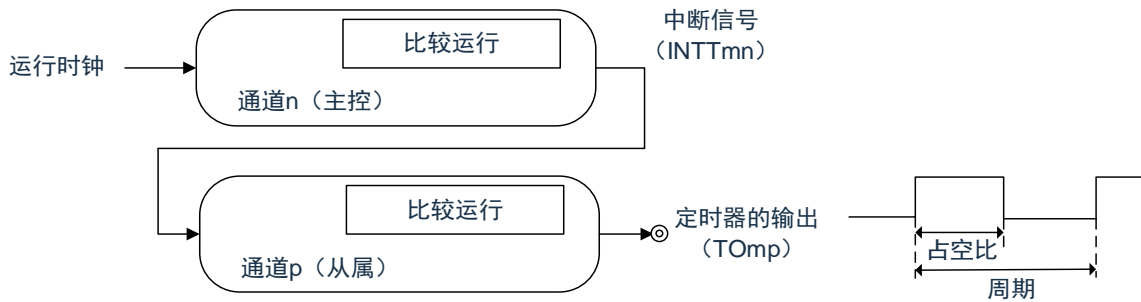 运行时钟
比较运行
通道n（主控）
中断信号
（INTTmn）
比较运行
通道p（从属）
定时器的输出
（TOmp）
占空比
周期